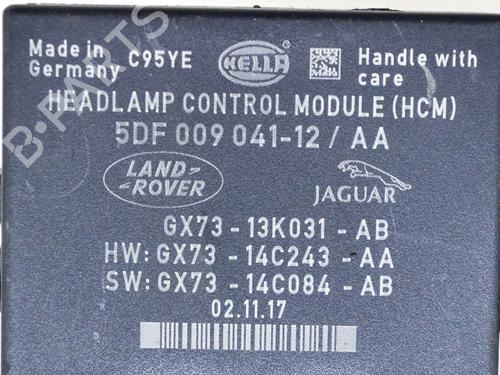 Made in Germany C95YE HELLA Handle with care
HEADLAMP CONTROL MODULE (HCM)
5DF 009 041-12 / AA
LAND ROVER JAGUAR
GX73 - 13K031 - AB
HW: GX73 - 14C243 - AA
SW: GX73 - 14C084 - AB
02.11.17
B-PARTS